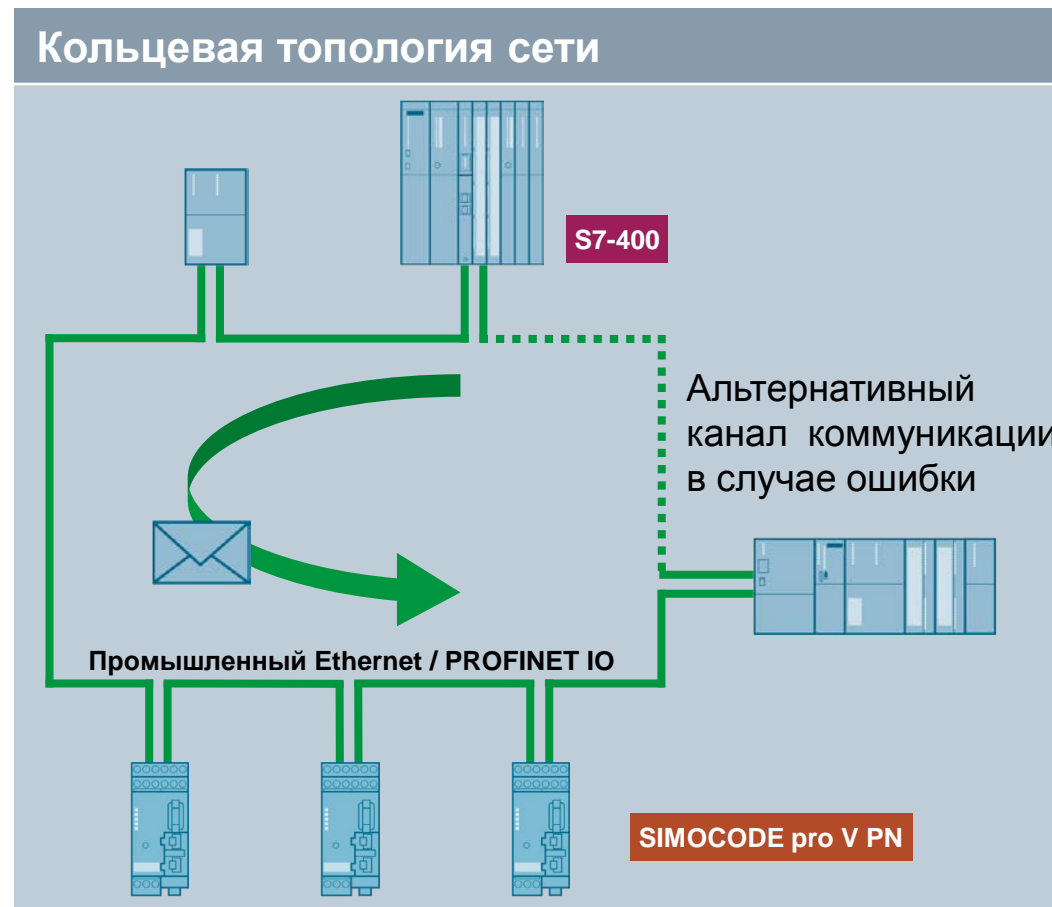 Кольцевая топология сети
S7-400
Альтернативный
канал коммуникации
в случае ошибки
Промышленный Ethernet / PROFINET IO
SIMOCODE pro V PN